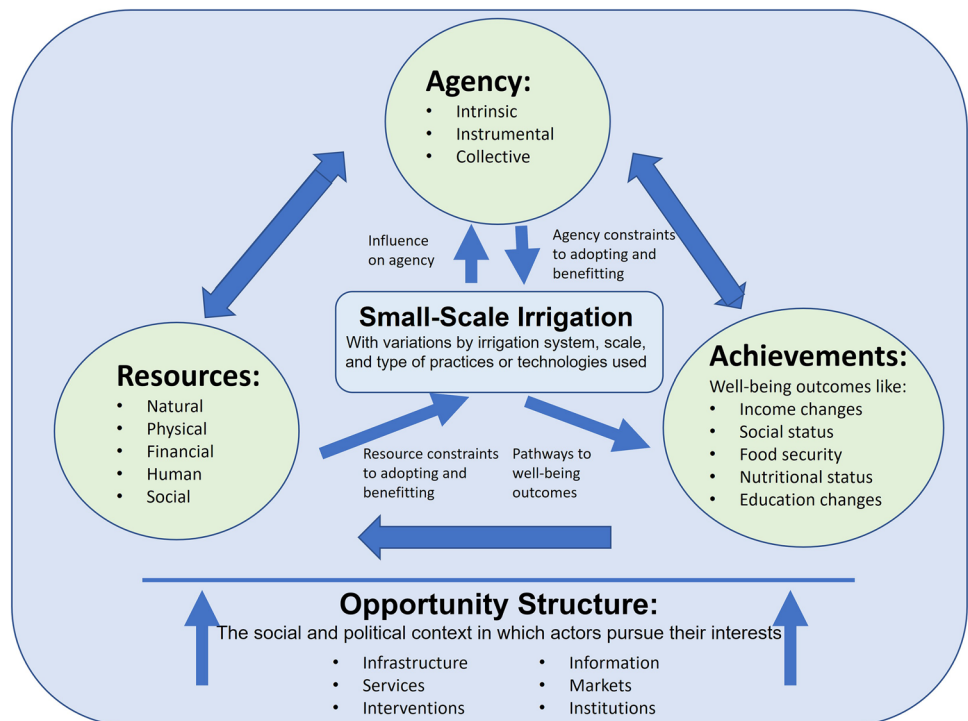 Agency:
• Intrinsic
• Instrumental
• Collective
Influence
on agency
Agency constraints
to adopting and
benefitting
Small-Scale Irrigation
With variations by irrigation system, scale,
and type of practices or technologies used
Resources:
• Natural
• Physical
• Financial
• Human
• Social
Achievements:
Well-being outcomes like:
• Income changes
• Social status
• Food security
• Nutritional status
• Education changes
Resource constraints
to adopting and
benefitting
Pathways to
well-being
outcomes
Opportunity Structure:
The social and political context in which actors pursue their interests
• Infrastructure
• Services
• Interventions
• Information
• Markets
• Institutions